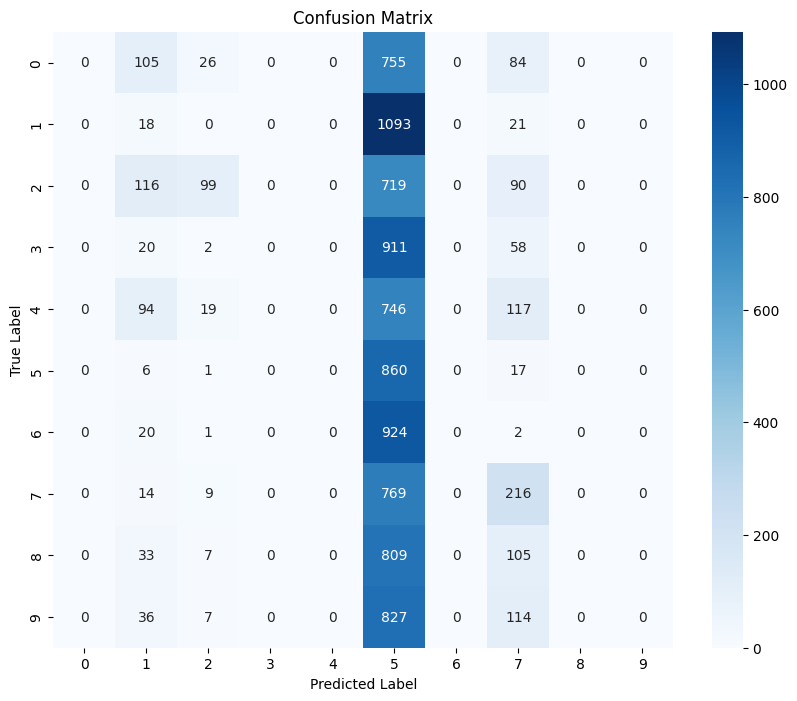 Confusion Matrix
0 0 105 26 0 0 755 0 84 0 0
1 0 18 0 0 0 1093 0 21 0 0
2 0 116 99 0 0 719 0 90 0 0
3 0 20 2 0 0 911 0 58 0 0
4 0 94 19 0 0 746 0 117 0 0
5 0 6 1 0 0 860 0 17 0 0
6 0 20 1 0 0 924 0 2 0 0
7 0 14 9 0 0 769 0 216 0 0
8 0 33 7 0 0 809 0 105 0 0
9 0 36 7 0 0 827 0 114 0 0
0 1 2 3 4 5 6 7 8 9
Predicted Label
True Label
1000
800
600
400
200
0